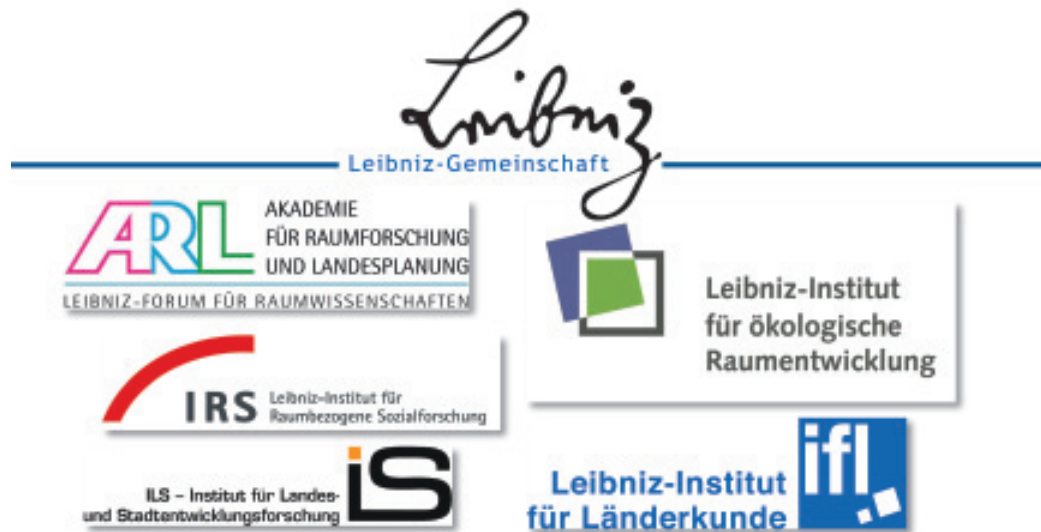 Leibniz
Leibniz-Gemeinschaft
ARL
AKADEMIE
FÜR RAUMFORSCHUNG
UND LANDESPLANUNG
LEIBNIZ-FORUM FÜR RAUMWISSENSCHAFTEN
Leibniz-Institut
für ökologische
Raumentwicklung
IRS
Leibniz-Institut für
Raumbezogene Sozialforschung
ILS – Institut für Landes-
und Stadtentwicklungsforschung
iLS
Leibniz-Institut
für Länderkunde
ifl